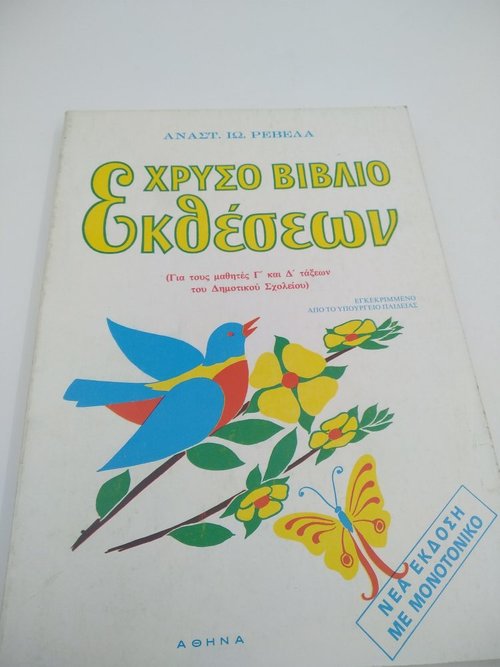 ΑΝΑΣΤ. ΙΩ. ΡΕΒΕΛΑ
ΧΡΥΣΟ ΒΙΒΛΙΟ
Εκθέσεων
(Για τους μαθητές Γ΄ και Δ΄ τάξεων
του Δημοτικού Σχολείου)
ΕΓΚΕΚΡΙΜΜΕΝΟ
ΑΠΟ ΤΟ ΥΠΟΥΡΓΕΙΟ ΠΑΙΔΕΙΑΣ
ΝΕΑ ΕΚΔΟΣΗ
ΜΕ ΜΟΝΟΤΟΝΙΚΟ
ΑΘΗΝΑ